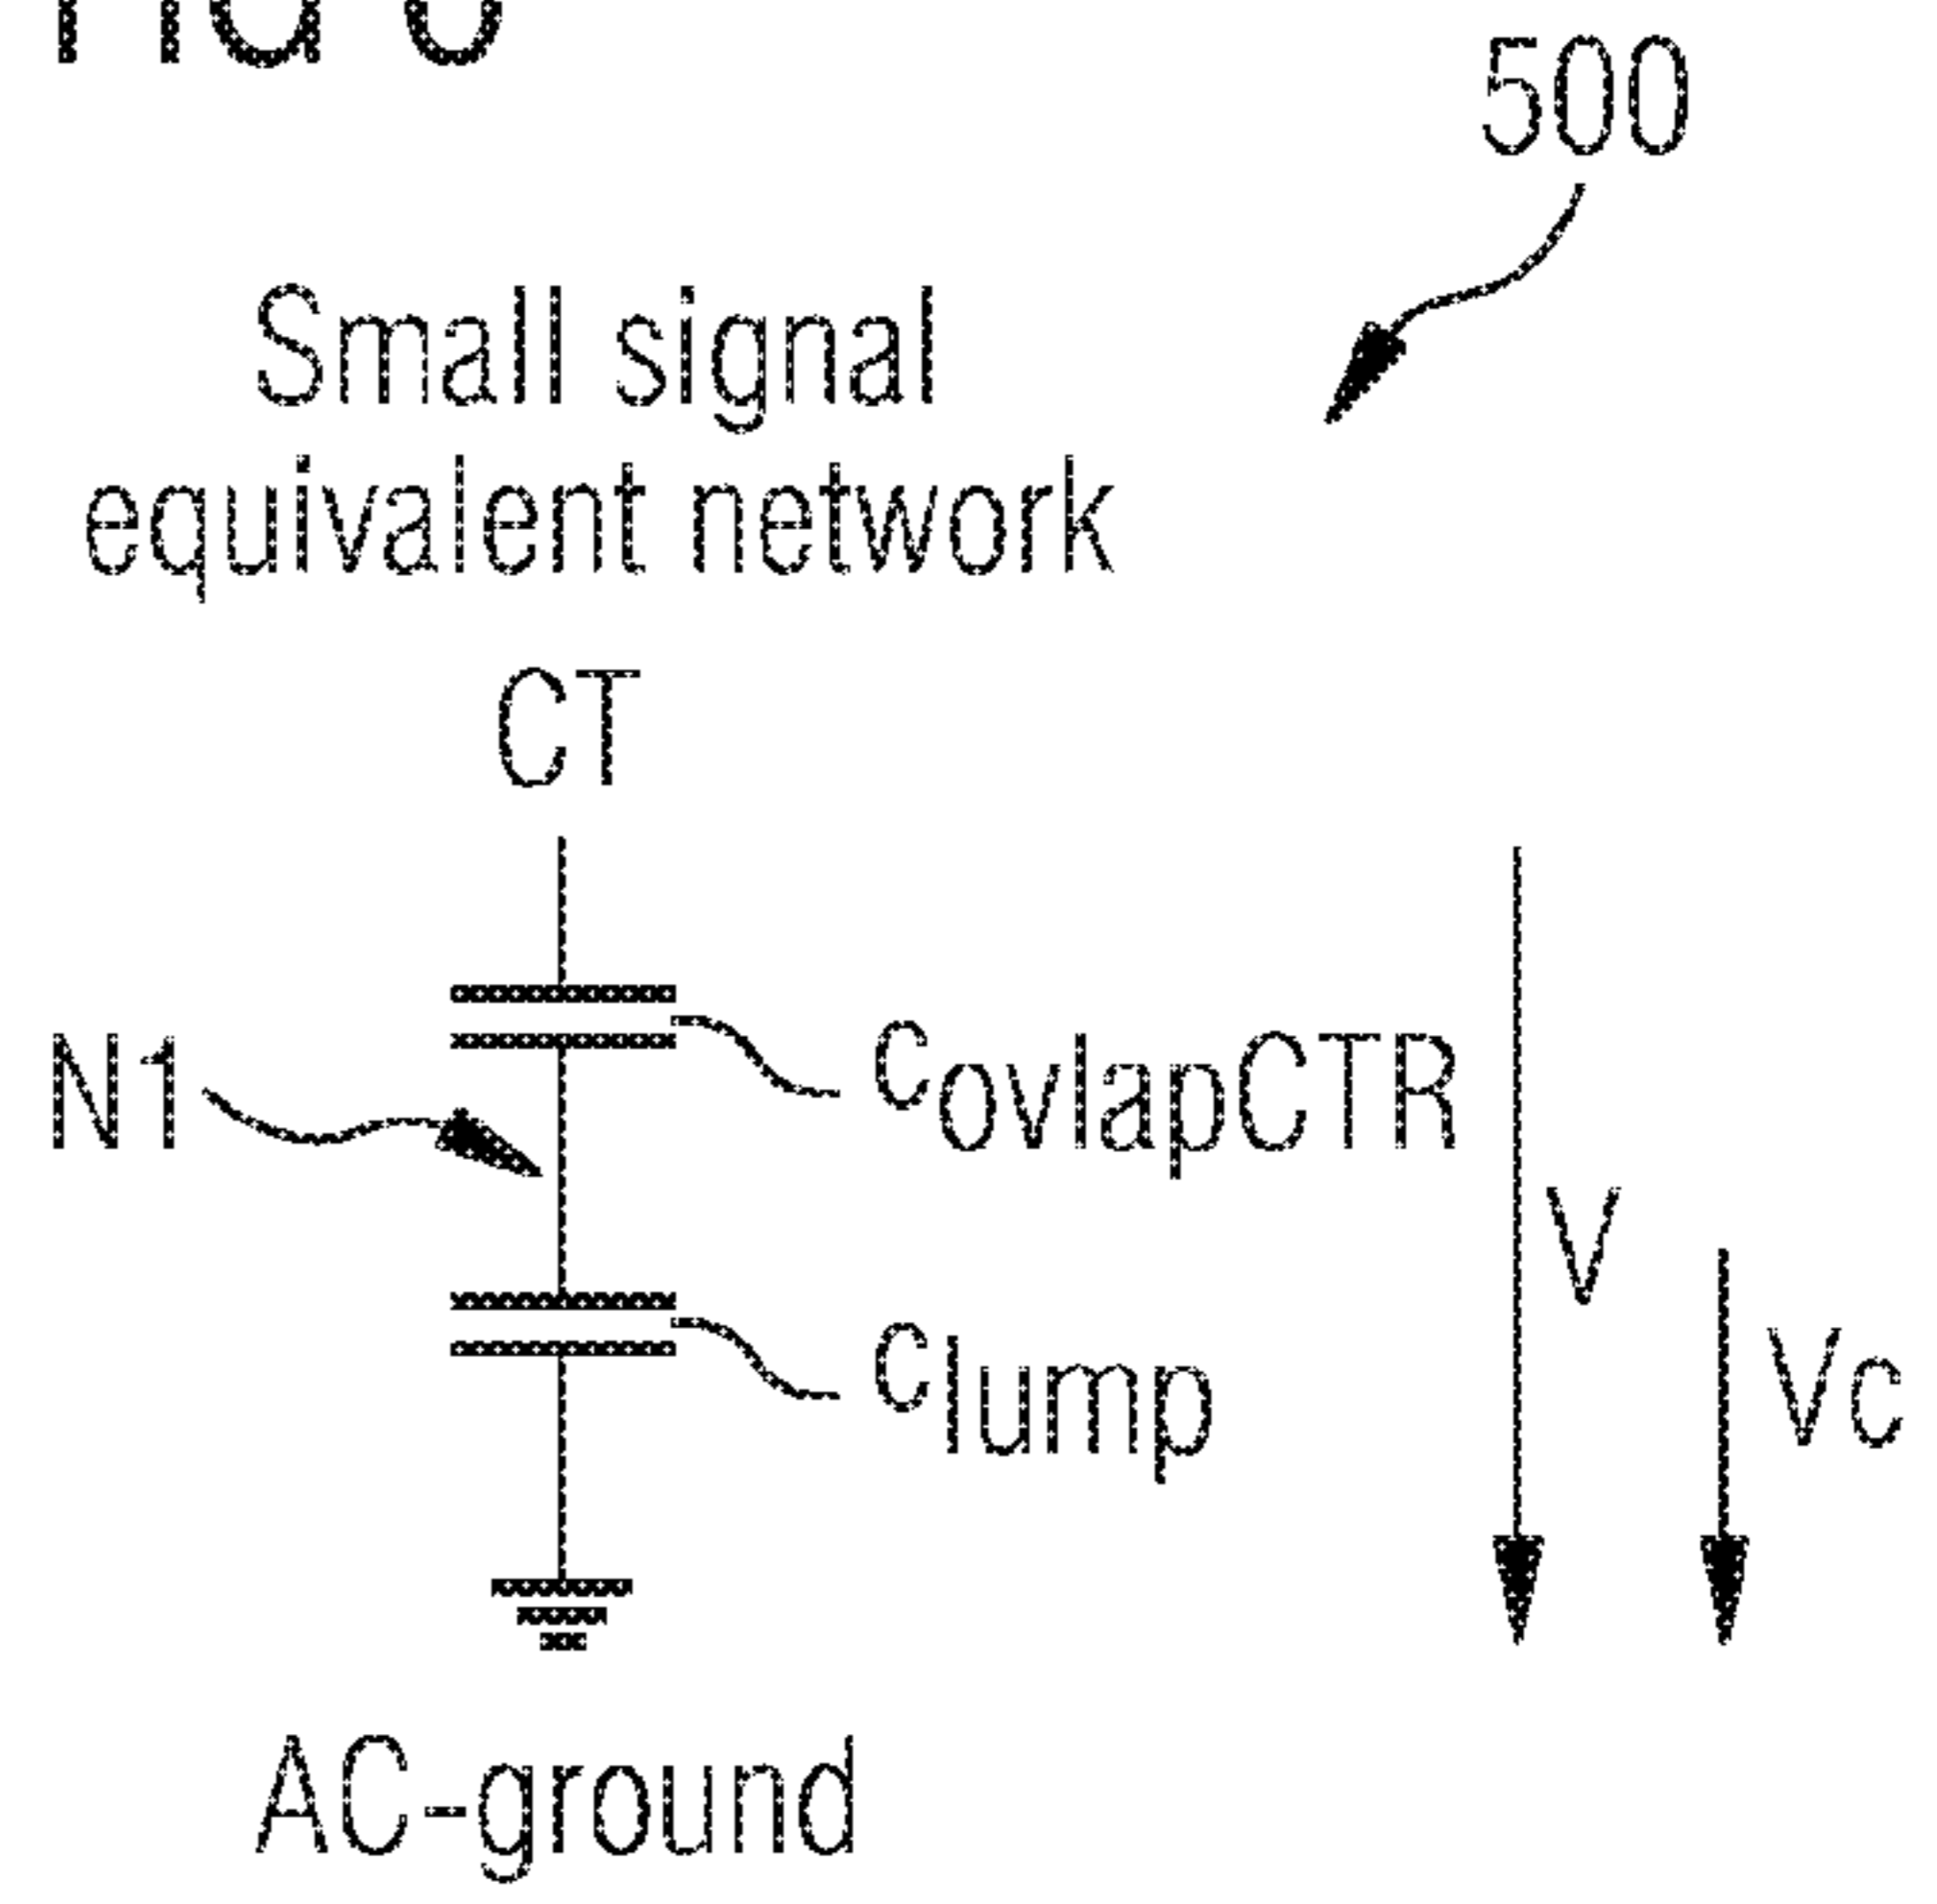 500
Small signal
equivalent network
CT
N1
CovlapCTR
V
Clump
Vc
AC-ground